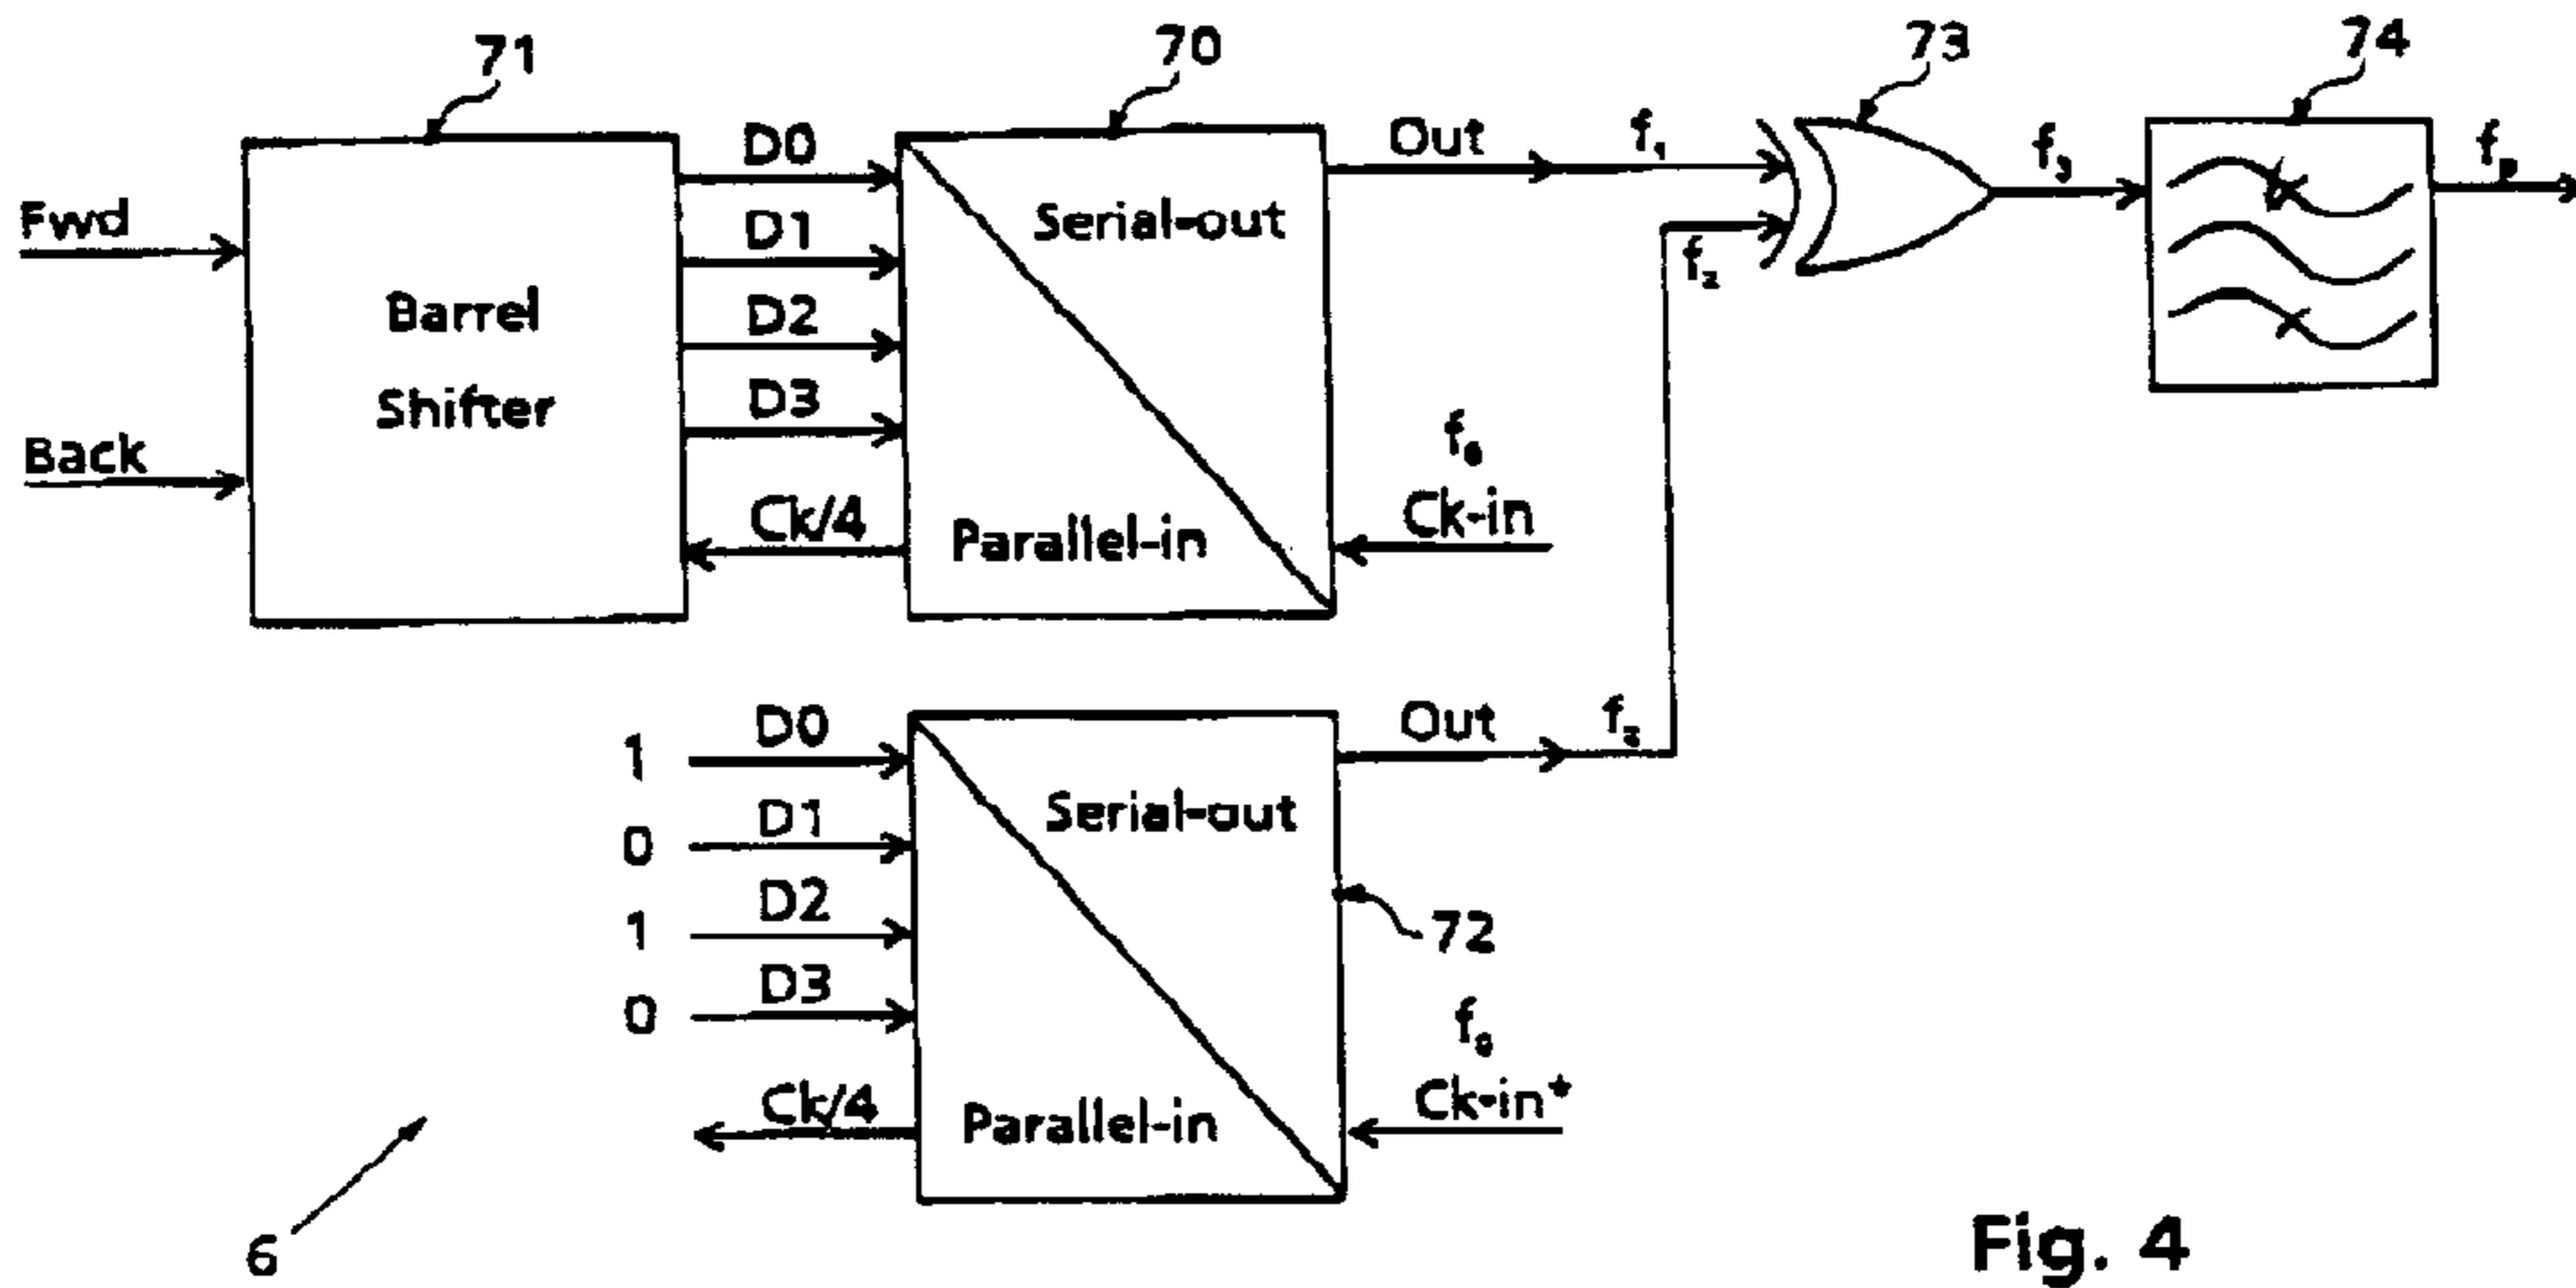 71
70
73
74
Fwd
Back
Barrel
Shifter
D0
D1
D2
D3
Ck/4
Serial-out
Parallel-in
Out
f₁
f₂
f₃
fₚ
f₀
Ck-in
1
0
1
0
D0
D1
D2
D3
Ck/4
Serial-out
Parallel-in
Out
f₂
72
f₀
Ck-in*
6
Fig. 4